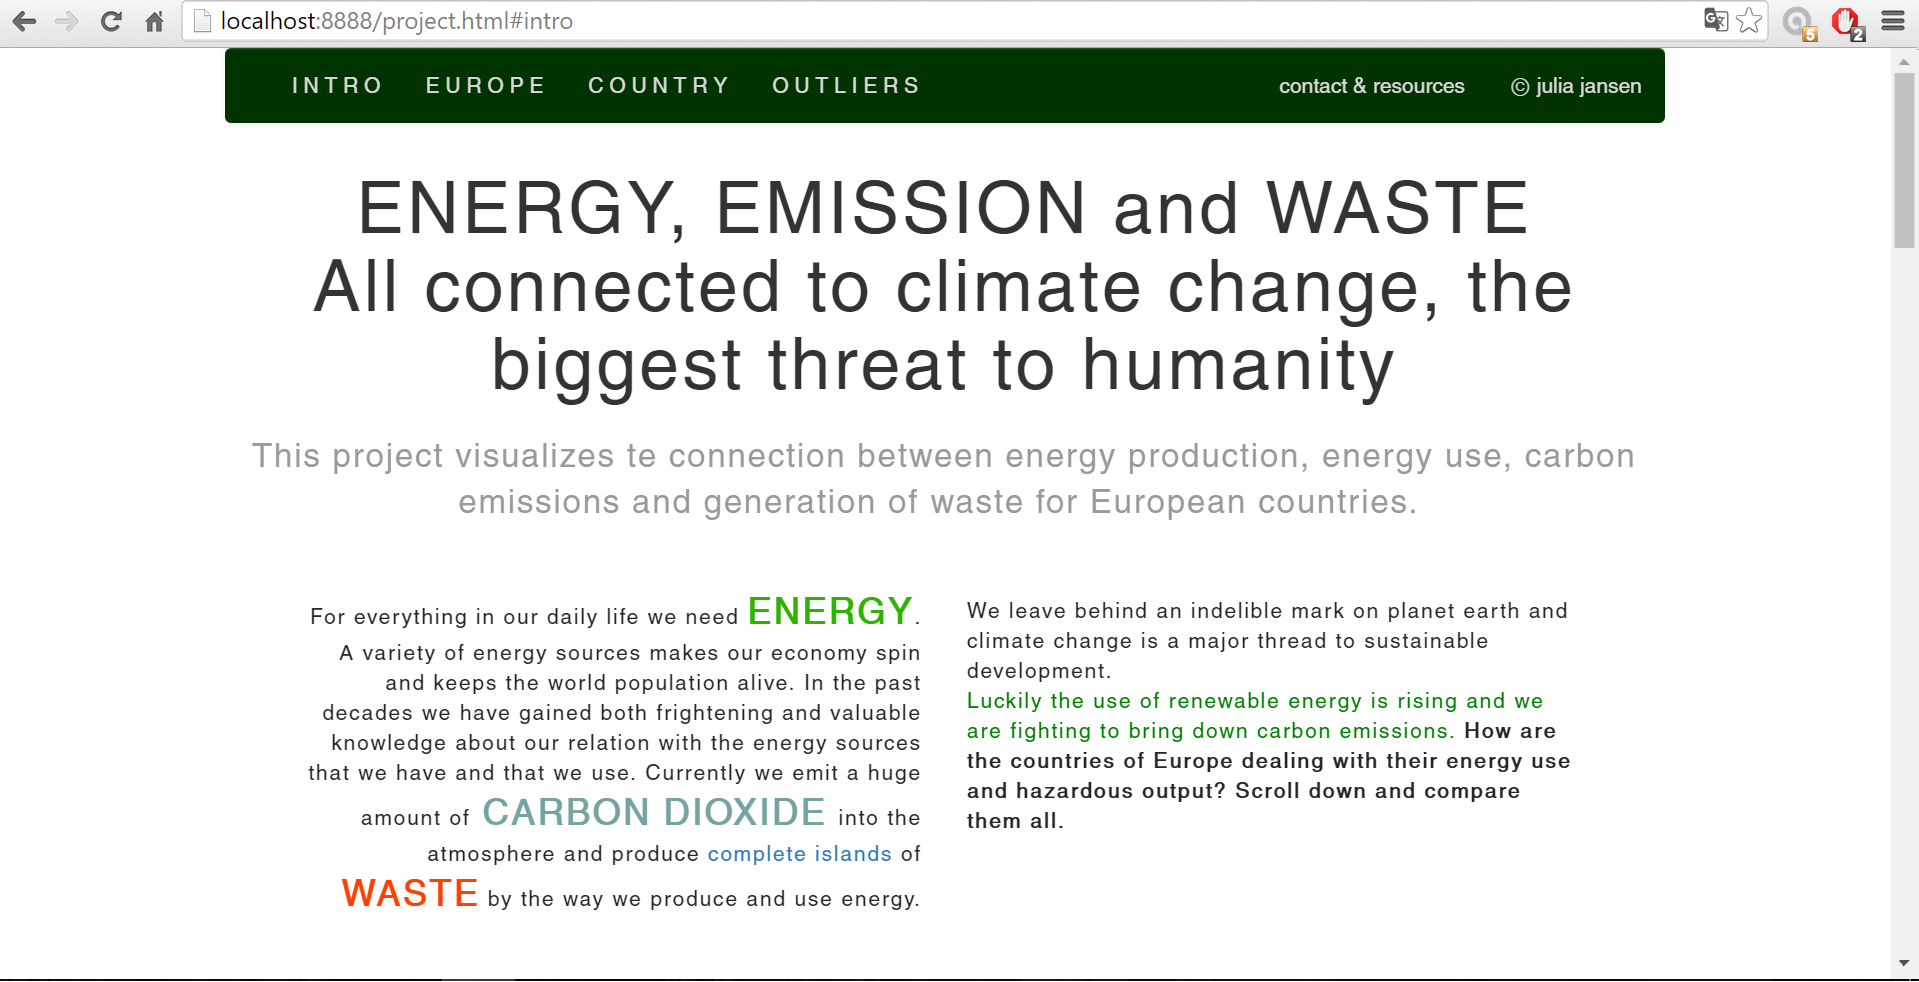 localhost:8888/project.html#intro
5
2
INTRO EUROPE COUNTRY OUTLIERS contact & resources © julia jansen
ENERGY, EMISSION and WASTE
All connected to climate change, the
biggest threat to humanity
This project visualizes te connection between energy production, energy use, carbon
emissions and generation of waste for European countries.
For everything in our daily life we need ENERGY.
A variety of energy sources makes our economy spin
and keeps the world population alive. In the past
decades we have gained both frightening and valuable
knowledge about our relation with the energy sources
that we have and that we use. Currently we emit a huge
amount of CARBON DIOXIDE into the
atmosphere and produce complete islands of
WASTE by the way we produce and use energy.
We leave behind an indelible mark on planet earth and
climate change is a major thread to sustainable
development.
Luckily the use of renewable energy is rising and we
are fighting to bring down carbon emissions. How are
the countries of Europe dealing with their energy use
and hazardous output? Scroll down and compare
them all.